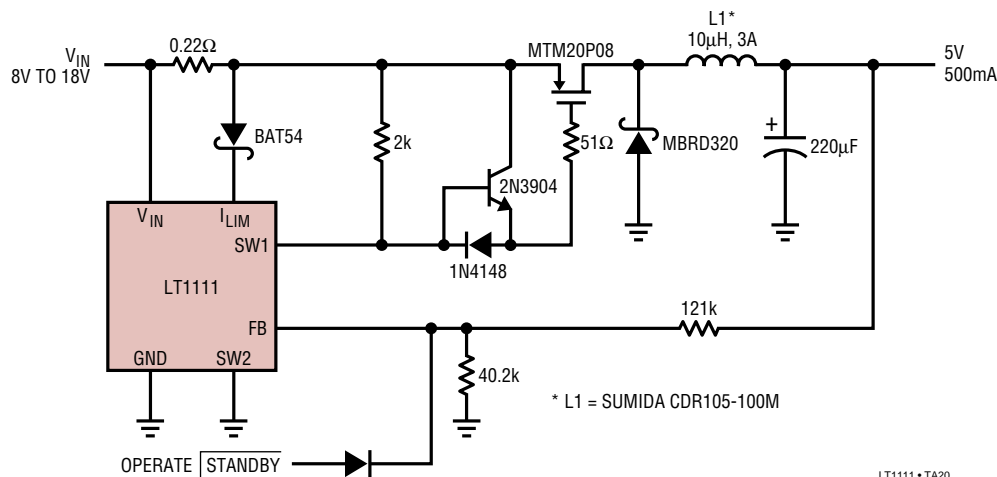 L1*
10μH, 3A
MTM20P08
0.22Ω
VIN
8V TO 18V
5V
500mA
BAT54
2k
51Ω
MBRD320
+
220μF
2N3904
VIN
ILIM
SW1
1N4148
LT1111
121k
FB
GND
SW2
40.2k
* L1 = SUMIDA CDR105-100M
OPERATE STANDBY
LT1111 • TA20